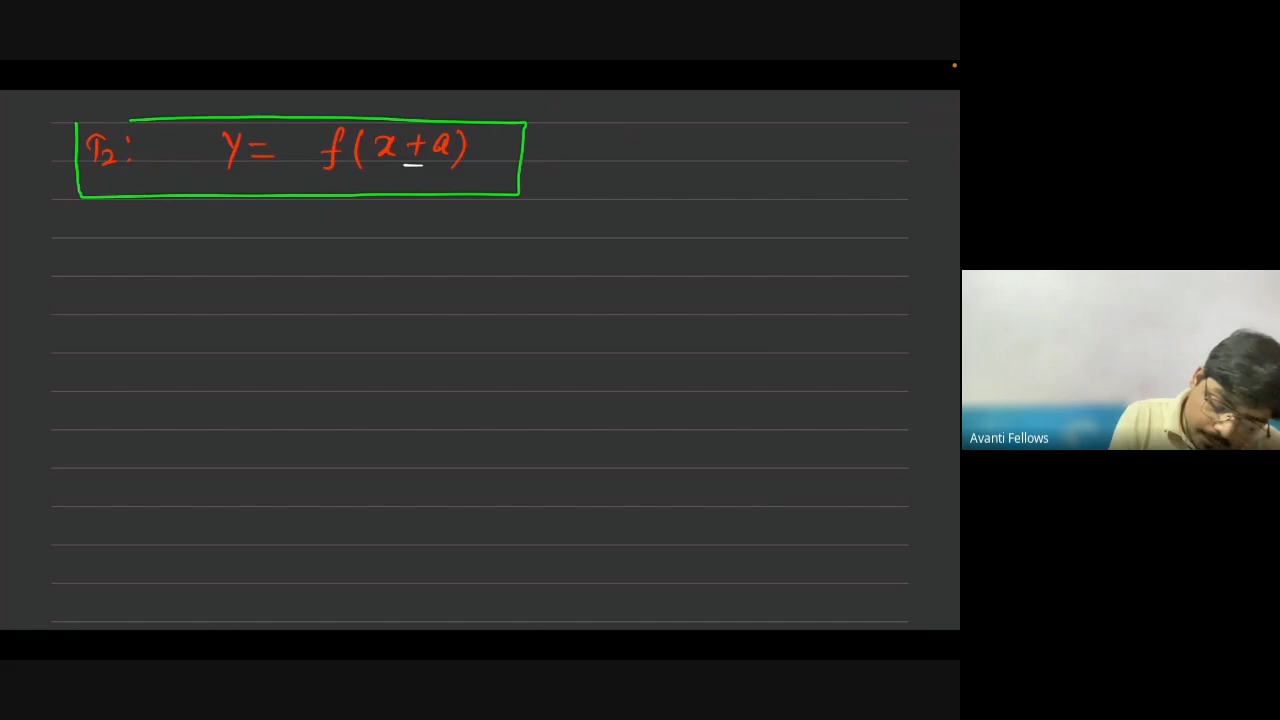 T2: y = f(x+a)
Avanti Fellows